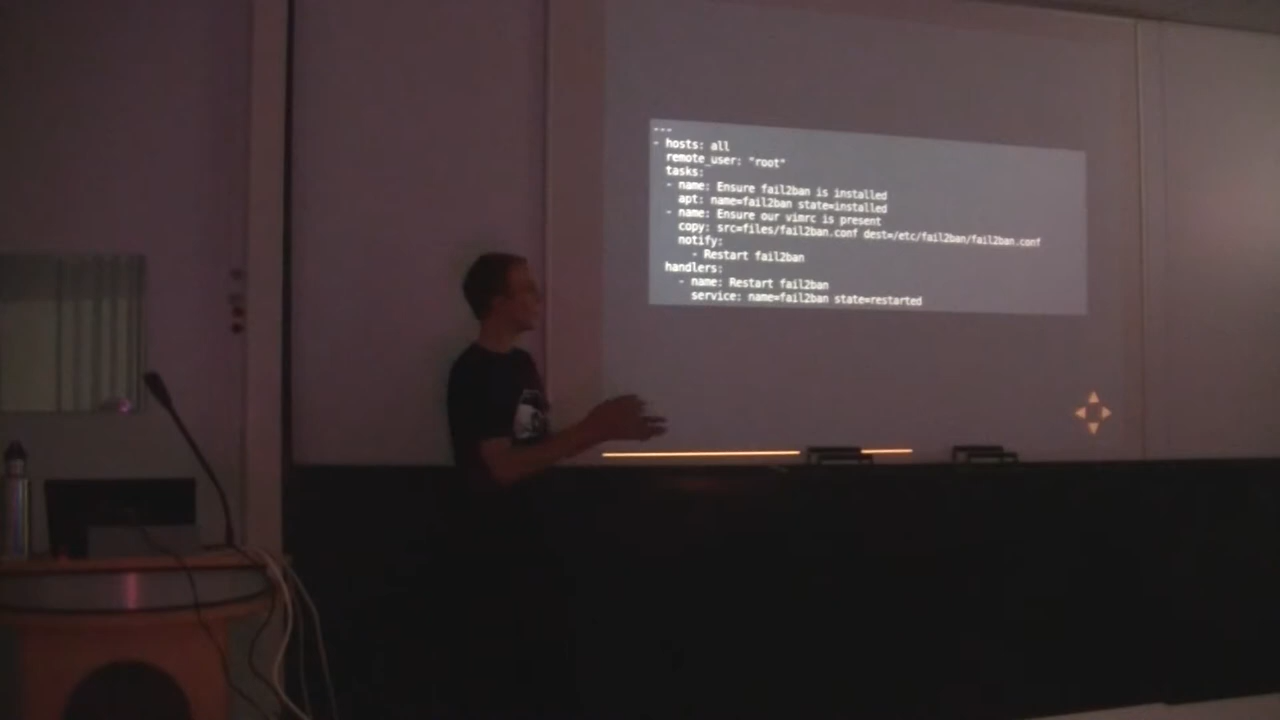 ---
- hosts: all
  remote_user: "root"
  tasks:
  - name: Ensure fail2ban is installed
    apt: name=fail2ban state=installed
  - name: Ensure our vimrc is present
    copy: src=files/fail2ban.conf dest=/etc/fail2ban/fail2ban.conf
    notify:
      - Restart fail2ban
  handlers:
    - name: Restart fail2ban
      service: name=fail2ban state=restarted